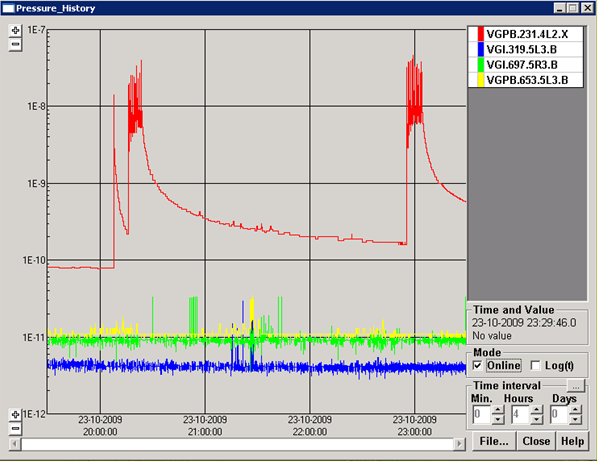 Pressure_History
1E-7
1E-8
1E-9
1E-10
1E-11
1E-12
23-10-2009 23-10-2009 23-10-2009 23-10-2009
20:00:00 21:00:00 22:00:00 23:00:00
VGPB.231.4L2.X
VGI.319.5L3.B
VGI.697.5R3.B
VGPB.653.5L3.B
Time and Value
23-10-2009 23:29:46.0
No value
Mode
Online Log(t)
Time interval ...
Min. Hours Days
0 4 0
File... Close Help